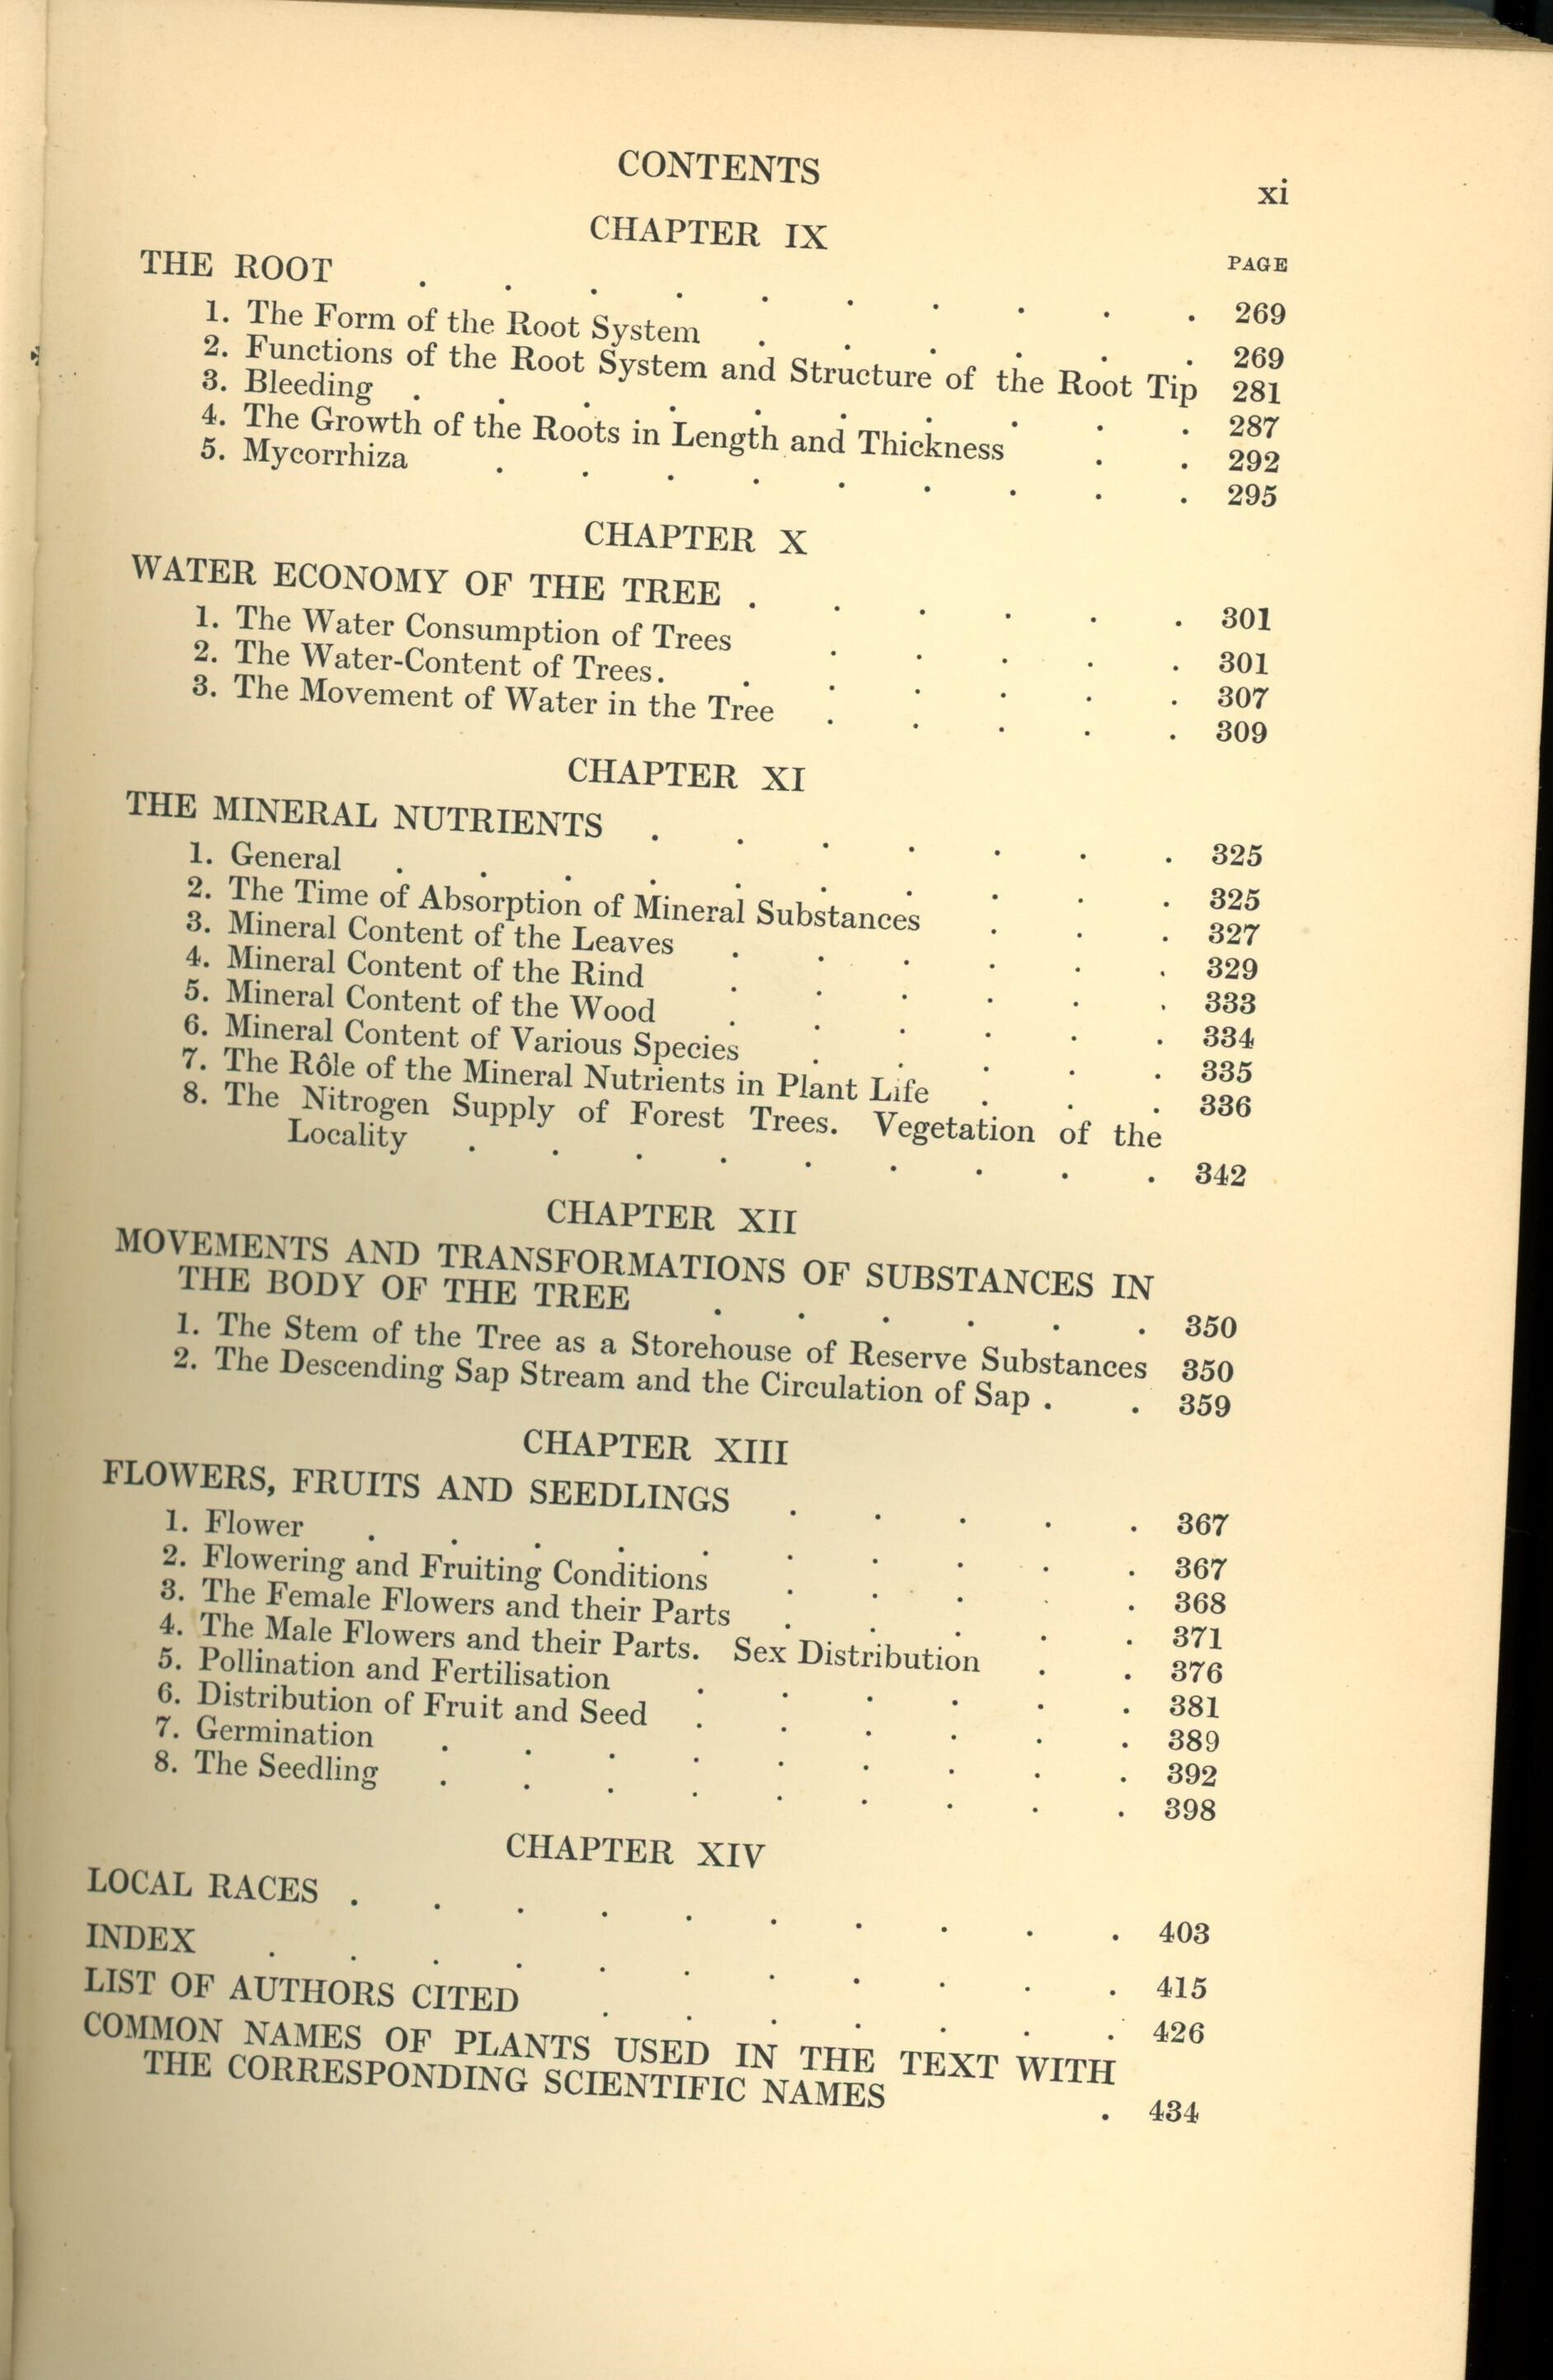 CONTENTS xi
CHAPTER IX
PAGE
THE ROOT . . . . . . . . . . 269
1. The Form of the Root System . . . . . . 269
2. Functions of the Root System and Structure of the Root Tip 281
3. Bleeding . . . . . . . . . . 287
4. The Growth of the Roots in Length and Thickness . . 292
5. Mycorrhiza . . . . . . . . . 295
CHAPTER X
WATER ECONOMY OF THE TREE . . . . . . 301
1. The Water Consumption of Trees . . . . . 301
2. The Water-Content of Trees. . . . . . . 307
3. The Movement of Water in the Tree . . . . . 309
CHAPTER XI
THE MINERAL NUTRIENTS . . . . . . . 325
1. General . . . . . . . . . . 325
2. The Time of Absorption of Mineral Substances . . . 327
3. Mineral Content of the Leaves . . . . . . 329
4. Mineral Content of the Rind . . . . . . 333
5. Mineral Content of the Wood . . . . . . 334
6. Mineral Content of Various Species . . . . . 335
7. The Rôle of the Mineral Nutrients in Plant Life . . . 336
8. The Nitrogen Supply of Forest Trees. Vegetation of the
Locality . . . . . . . . . 342
CHAPTER XII
MOVEMENTS AND TRANSFORMATIONS OF SUBSTANCES IN
THE BODY OF THE TREE . . . . . . 350
1. The Stem of the Tree as a Storehouse of Reserve Substances 350
2. The Descending Sap Stream and the Circulation of Sap . . 359
CHAPTER XIII
FLOWERS, FRUITS AND SEEDLINGS . . . . . 367
1. Flower . . . . . . . . . . 367
2. Flowering and Fruiting Conditions . . . . . 368
3. The Female Flowers and their Parts . . . . . 371
4. The Male Flowers and their Parts. Sex Distribution . . 376
5. Pollination and Fertilisation . . . . . . 381
6. Distribution of Fruit and Seed . . . . . . 389
7. Germination . . . . . . . . . 392
8. The Seedling . . . . . . . . . 398
CHAPTER XIV
LOCAL RACES . . . . . . . . . . 403
INDEX . . . . . . . . . . . 415
LIST OF AUTHORS CITED . . . . . . . 426
COMMON NAMES OF PLANTS USED IN THE TEXT WITH
THE CORRESPONDING SCIENTIFIC NAMES . 434